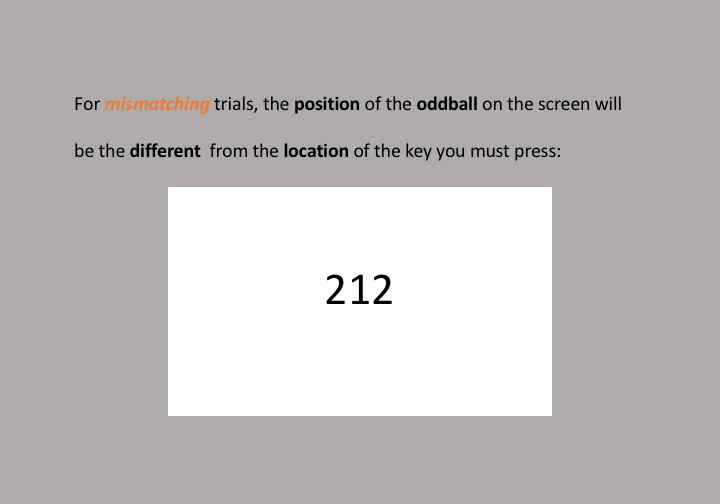 For mismatching trials, the position of the oddball on the screen will
be the different  from the location of the key you must press:
212